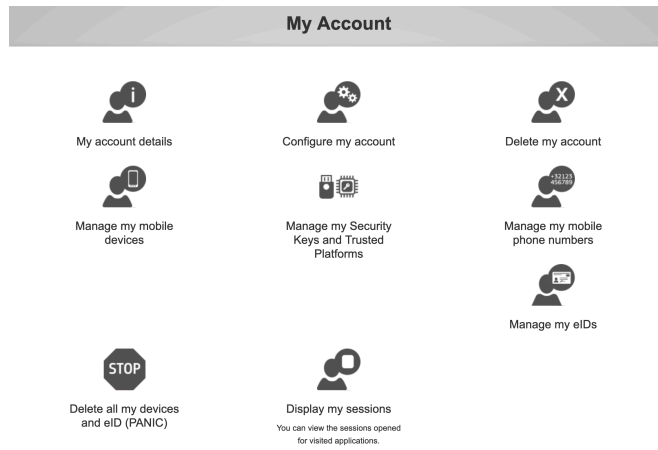 My Account
i
X
My account details
Configure my account
Delete my account
+32123
456789
Manage my mobile
devices
Manage my Security
Keys and Trusted
Platforms
Manage my mobile
phone numbers
Manage my eIDs
STOP
Delete all my devices
and eID (PANIC)
Display my sessions
You can view the sessions opened
for visited applications.